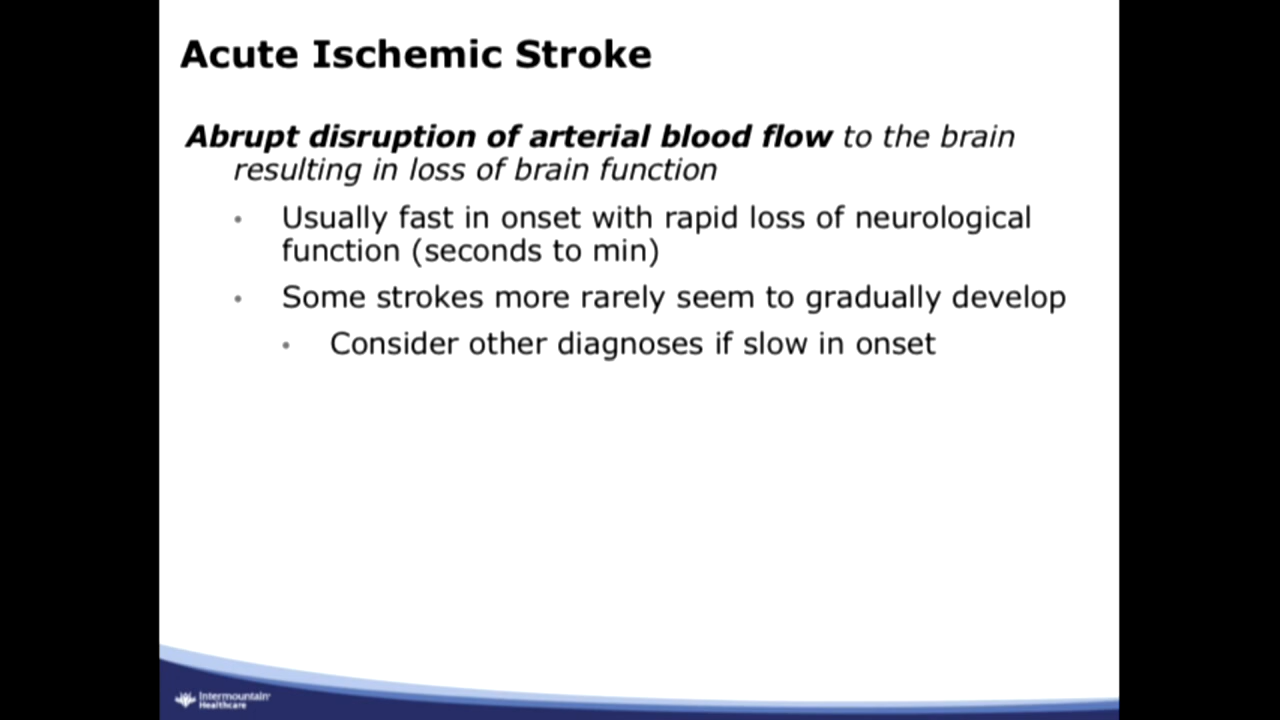 Acute Ischemic Stroke
Abrupt disruption of arterial blood flow to the brain
resulting in loss of brain function
• Usually fast in onset with rapid loss of neurological
function (seconds to min)
• Some strokes more rarely seem to gradually develop
• Consider other diagnoses if slow in onset
Intermountain
Healthcare